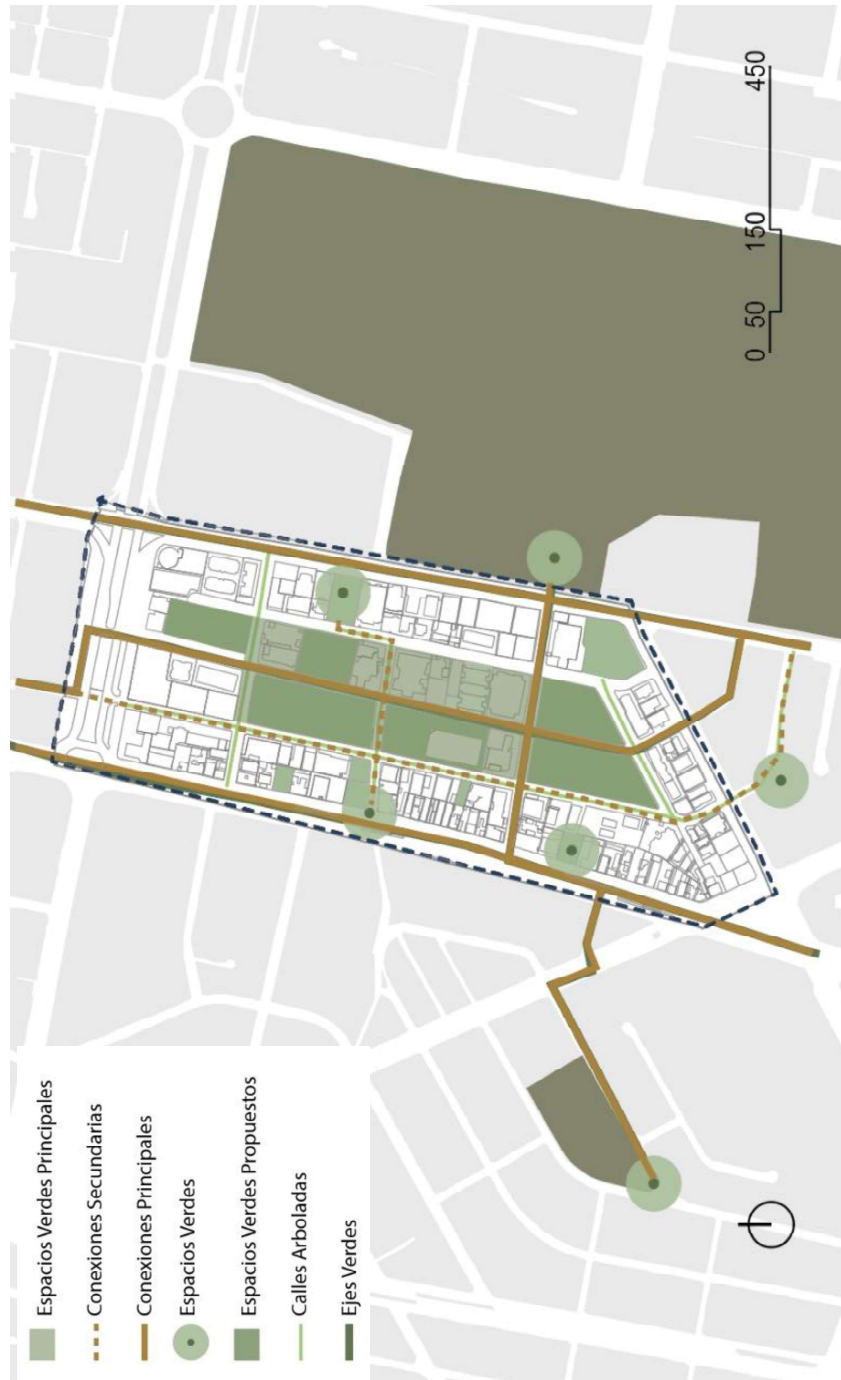 Espacios Verdes Principales
Conexiones Secundarias
Conexiones Principales
Espacios Verdes
Espacios Verdes Propuestos
Calles Arboladas
Ejes Verdes
0 50 150 450